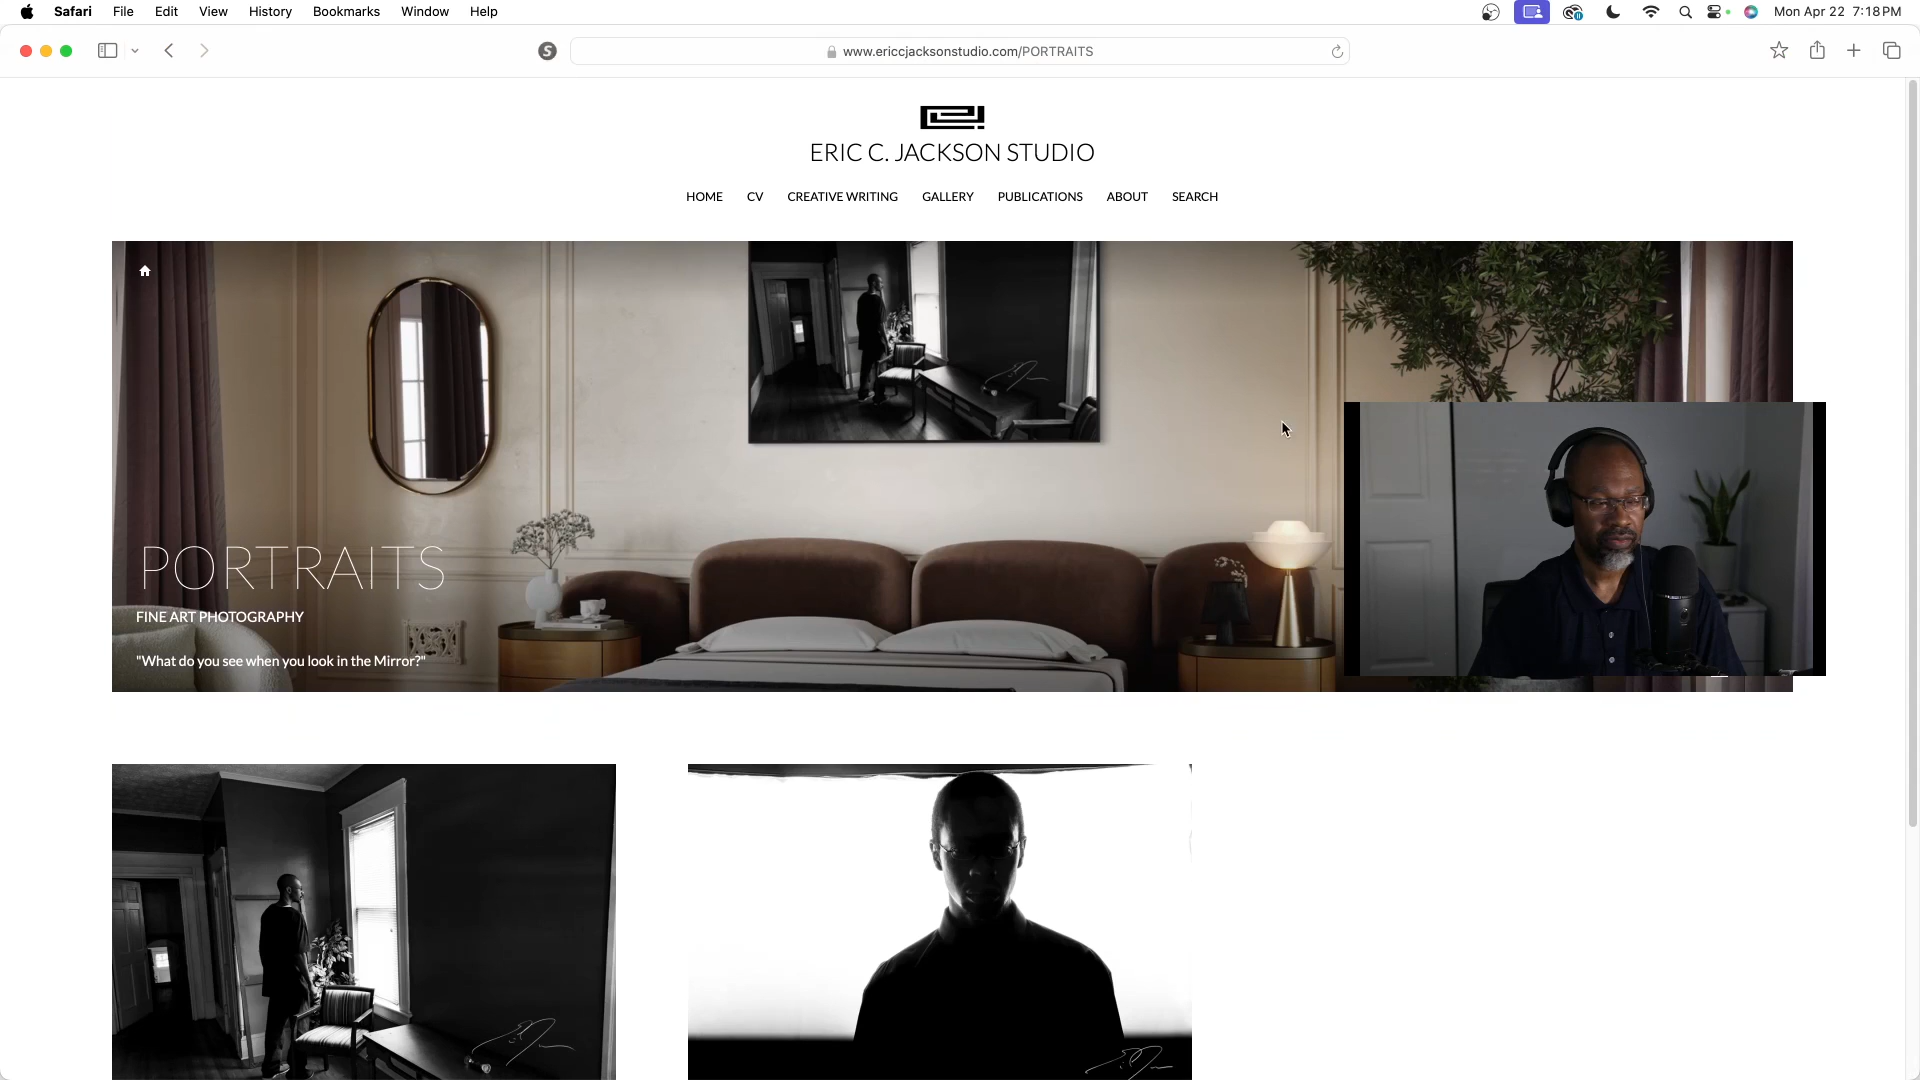 Safari File Edit View History Bookmarks Window Help Mon Apr 22 7:18 PM
www.ericcjacksonstudio.com/PORTRAITS
ERIC C. JACKSON STUDIO
HOME CV CREATIVE WRITING GALLERY PUBLICATIONS ABOUT SEARCH
PORTRAITS
FINE ART PHOTOGRAPHY
"What do you see when you look in the Mirror?"